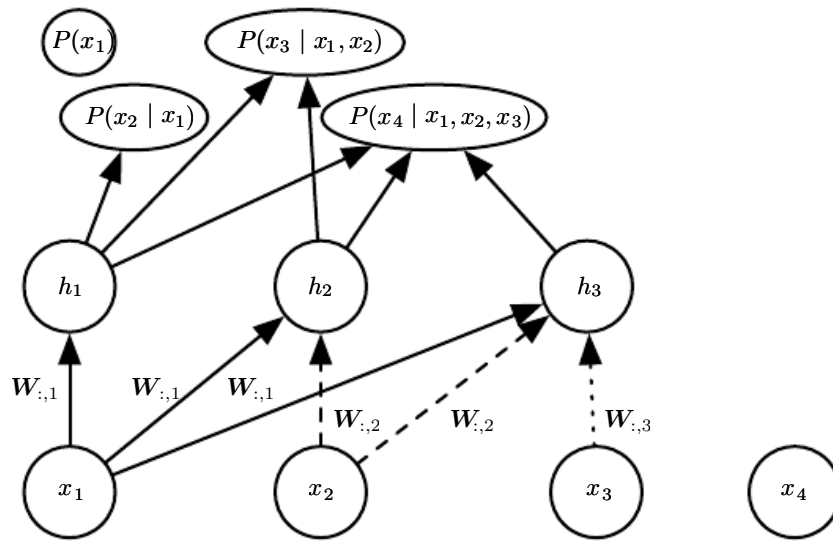 P(x₁)
P(x₃ | x₁, x₂)
P(x₂ | x₁)
P(x₄ | x₁, x₂, x₃)
h₁
h₂
h₃
W:,1
W:,1
W:,1
W:,2
W:,2
W:,3
x₁
x₂
x₃
x₄